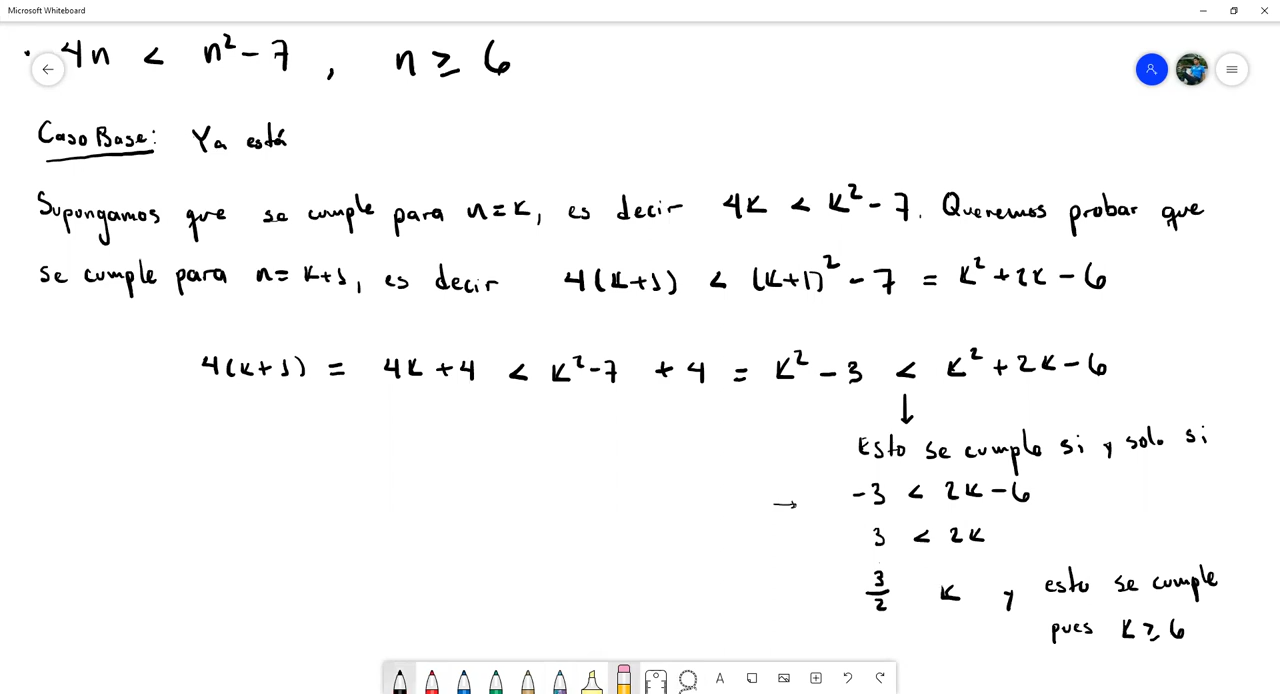 Microsoft Whiteboard
· 4n < n² - 7, n ≥ 6
Caso Base: Ya está
Supongamos que se cumple para n=k, es decir 4k < k² - 7. Queremos probar que
se cumple para n= k+1, es decir 4(k+1) < (k+1)² - 7 = k² + 2k - 6
4(k+1) = 4k + 4 < k² - 7 + 4 = k² - 3 < k² + 2k - 6
↓
Esto se cumple si y solo si
→ -3 < 2k - 6
3 < 2k
3/2 k y esto se cumple
pues k ≥ 6
A